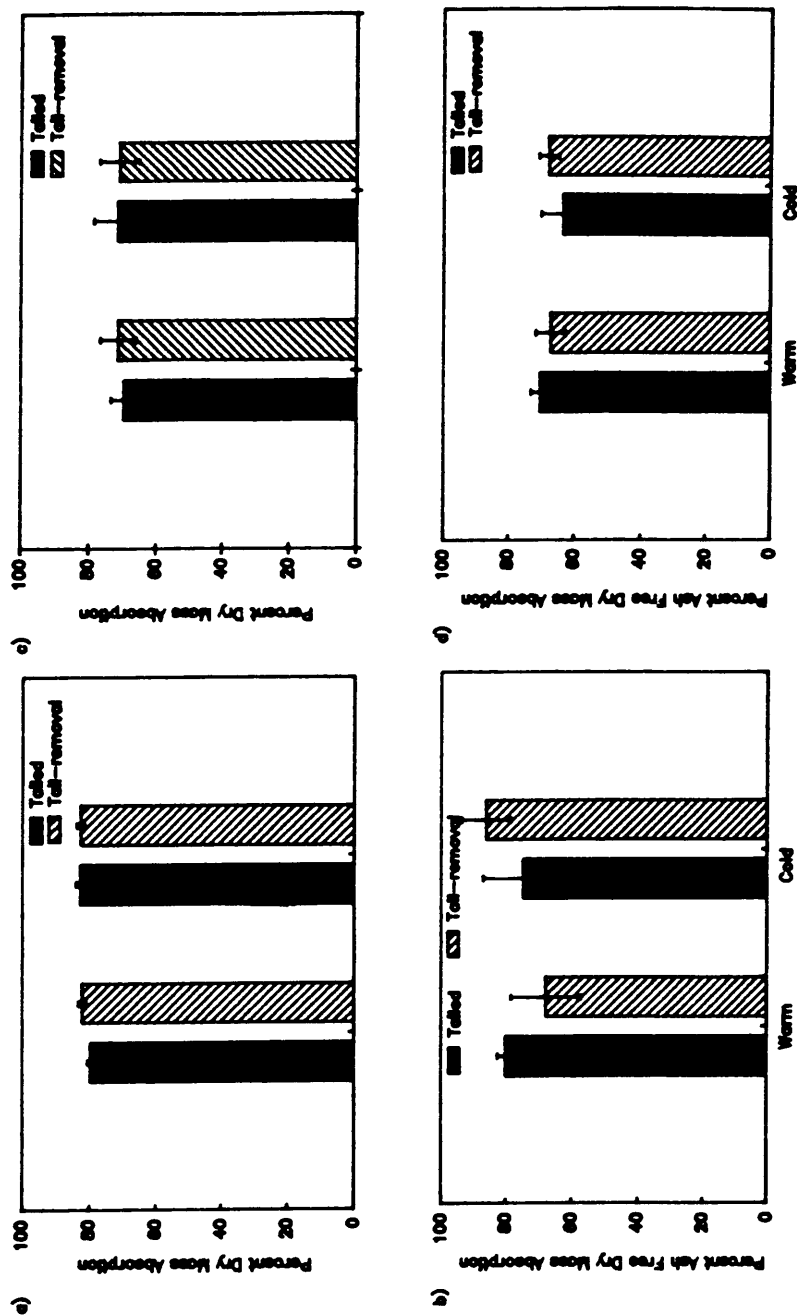 a)
Percent Dry Mass Absorption
100
80
60
40
20
0
Tailed
Tail-removal
b)
Percent Ash Free Dry Mass Absorption
100
80
60
40
20
0
Tailed
Tail-removal
Warm
Cold
c)
Percent Dry Mass Absorption
100
80
60
40
20
0
Tailed
Tail-removal
d)
Percent Ash Free Dry Mass Absorption
100
80
60
40
20
0
Tailed
Tail-removal
Warm
Cold